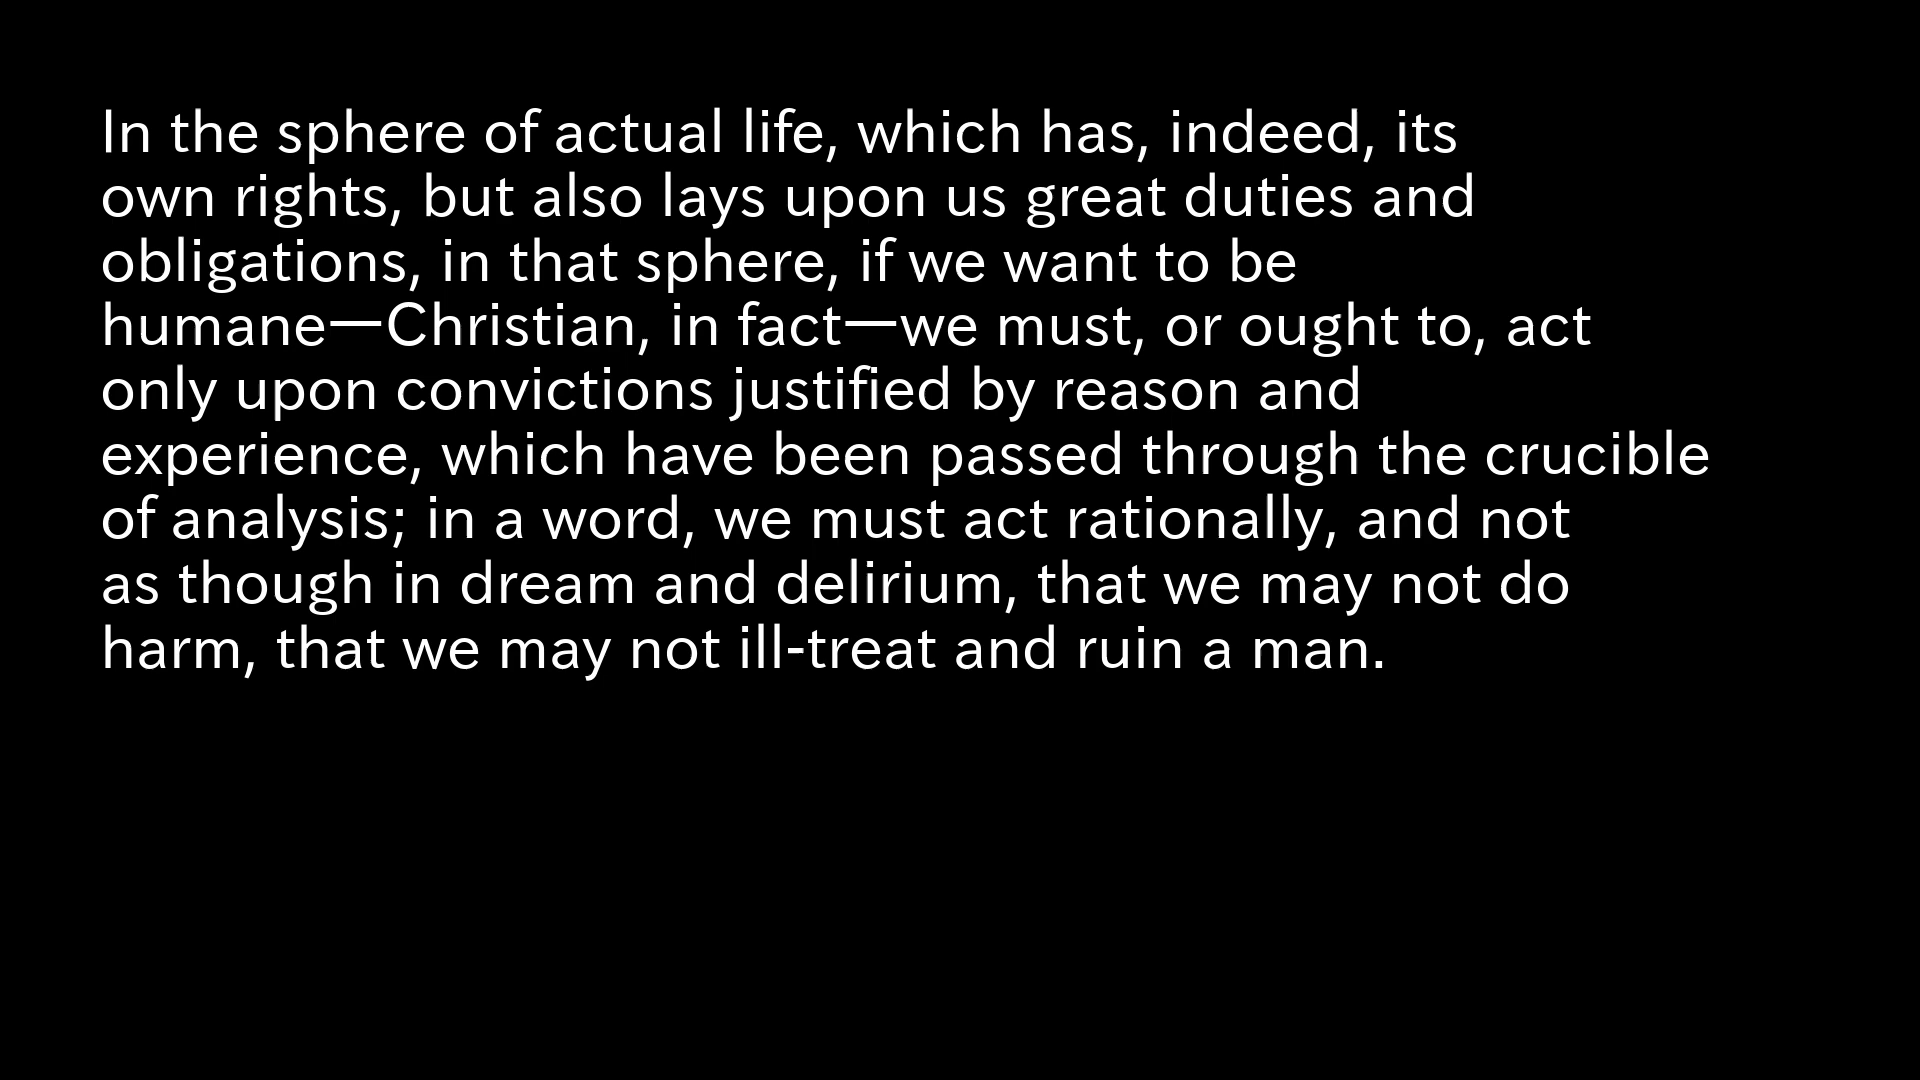 In the sphere of actual life, which has, indeed, its
own rights, but also lays upon us great duties and
obligations, in that sphere, if we want to be
humane—Christian, in fact—we must, or ought to, act
only upon convictions justified by reason and
experience, which have been passed through the crucible
of analysis; in a word, we must act rationally, and not
as though in dream and delirium, that we may not do
harm, that we may not ill-treat and ruin a man.